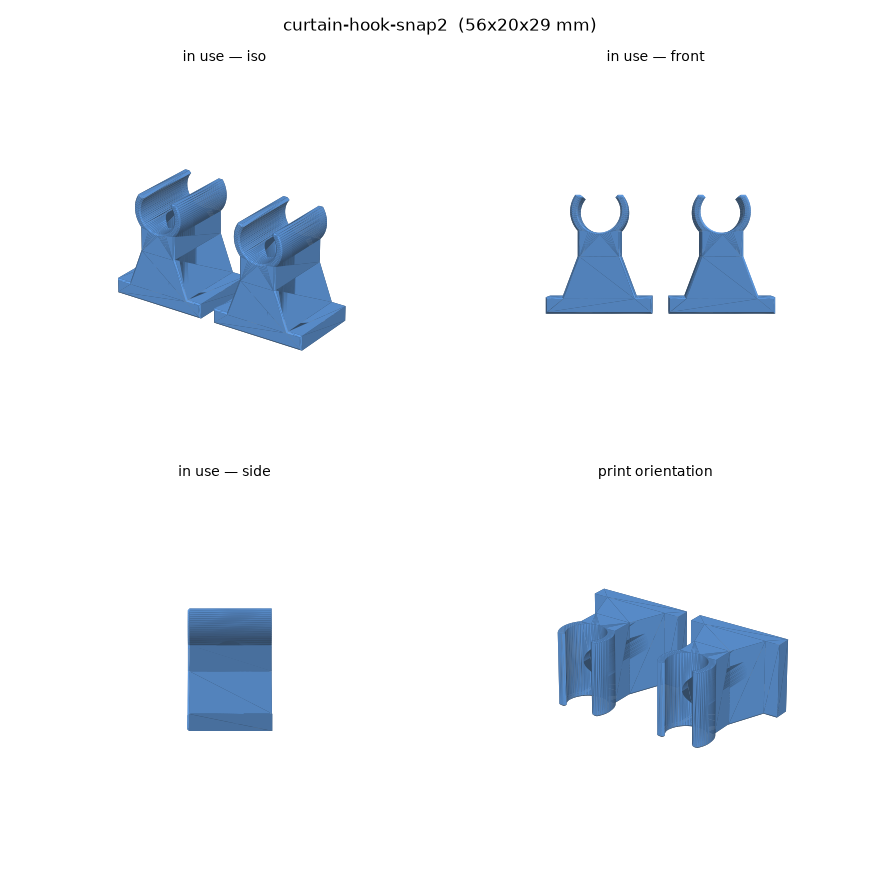 curtain-hook-snap2  (56x20x29 mm)
in use — iso
in use — front
in use — side
print orientation